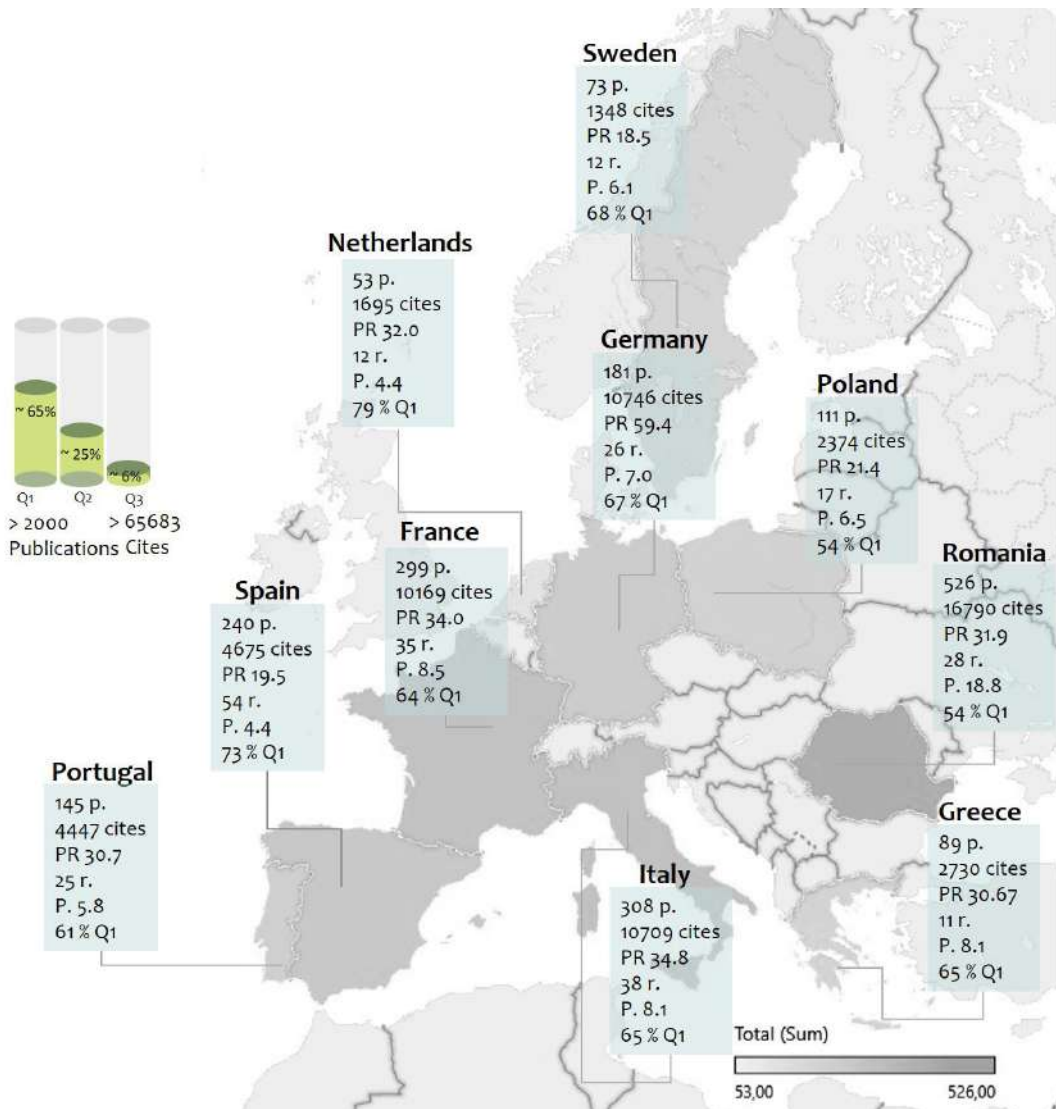 Sweden
73 p.
1348 cites
PR 18.5
12 r.
P. 6.1
68 % Q1
Netherlands
53 p.
1695 cites
PR 32.0
12 r.
P. 4.4
79 % Q1
Germany
181 p.
10746 cites
PR 59.4
26 r.
P. 7.0
67 % Q1
Poland
111 p.
2374 cites
PR 21.4
17 r.
P. 6.5
54 % Q1
~ 65%
~ 25%
~ 6%
Q1 Q2 Q3
> 2000 > 65683
Publications Cites
France
299 p.
10169 cites
PR 34.0
35 r.
P. 8.5
64 % Q1
Romania
526 p.
16790 cites
PR 31.9
28 r.
P. 18.8
54 % Q1
Spain
240 p.
4675 cites
PR 19.5
54 r.
P. 4.4
73 % Q1
Portugal
145 p.
4447 cites
PR 30.7
25 r.
P. 5.8
61 % Q1
Greece
89 p.
2730 cites
PR 30.67
11 r.
P. 8.1
65 % Q1
Italy
308 p.
10709 cites
PR 34.8
38 r.
P. 8.1
65 % Q1
Total (Sum)
53,00 526,00